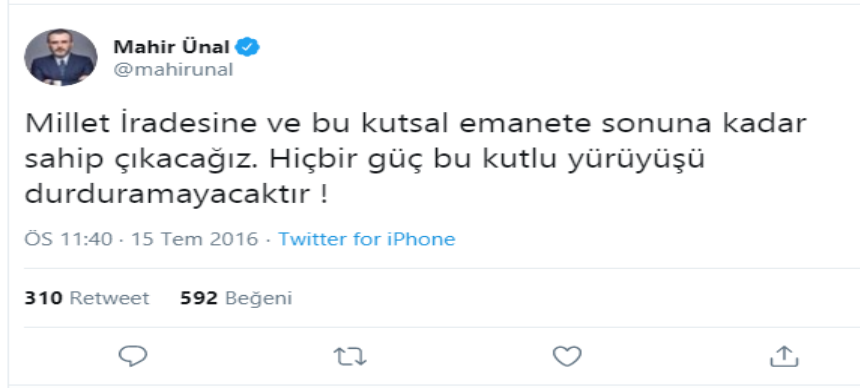 Mahir Ünal
@mahirunal
Millet İradesine ve bu kutsal emanete sonuna kadar
sahip çıkacağız. Hiçbir güç bu kutlu yürüyüşü
durduramayacaktır !
ÖS 11:40 · 15 Tem 2016 · Twitter for iPhone
310 Retweet 592 Beğeni